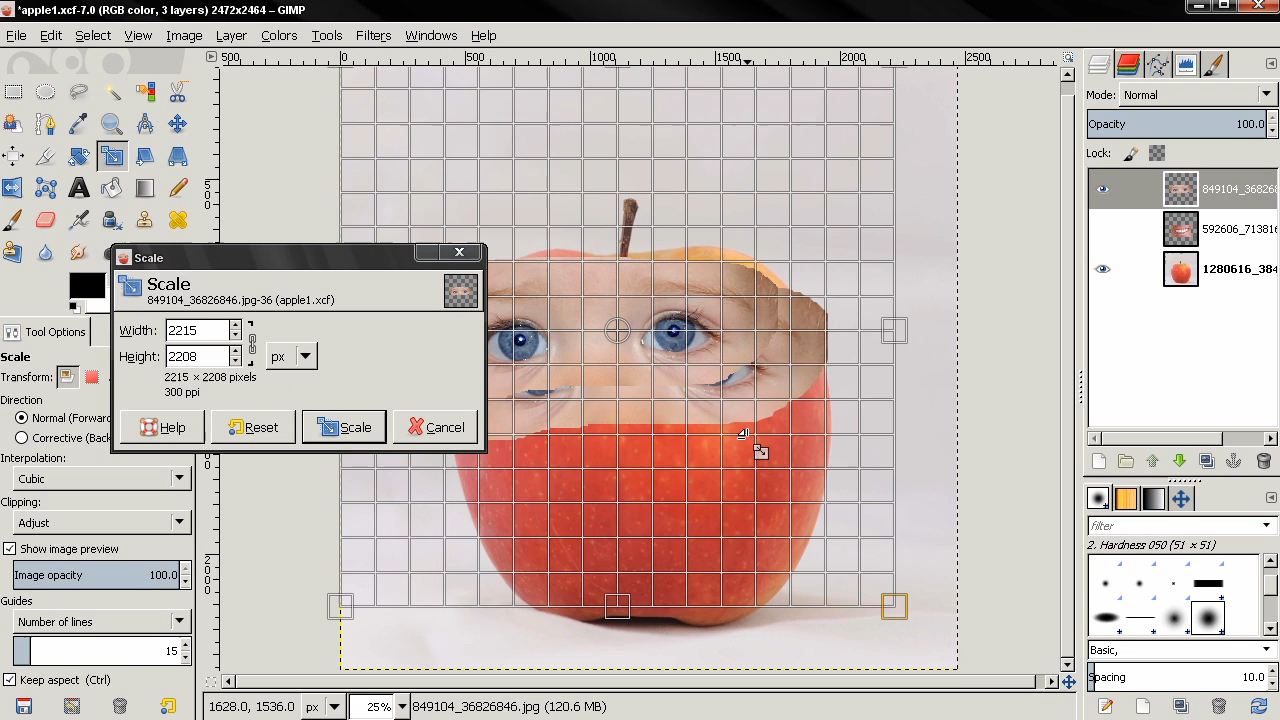 *apple1.xcf-7.0 (RGB color, 3 layers) 2472x2464 – GIMP
File Edit Select View Image Layer Colors Tools Filters Windows Help
500 0 500 1000 1500 2000 2500
Mode: Normal
Opacity 100.0
Lock:
849104_36826
592606_71381
1280616_384
Scale
Scale
849104_36826846.jpg-36 (apple1.xcf)
Width: 2215
Height: 2208
px
2215 × 2208 pixels
300 ppi
Help Reset Scale Cancel
Tool Options
Scale
Transform:
Direction
Normal (Forward
Corrective (Back
Interpolation:
Cubic
Clipping:
Adjust
Show image preview
Image opacity 100.0
Guides
Number of lines
15
Keep aspect (Ctrl)
filter
2. Hardness 050 (51 × 51)
Basic,
Spacing 10.0
1628.0, 1536.0 px 25% 849104_36826846.jpg (120.6 MB)